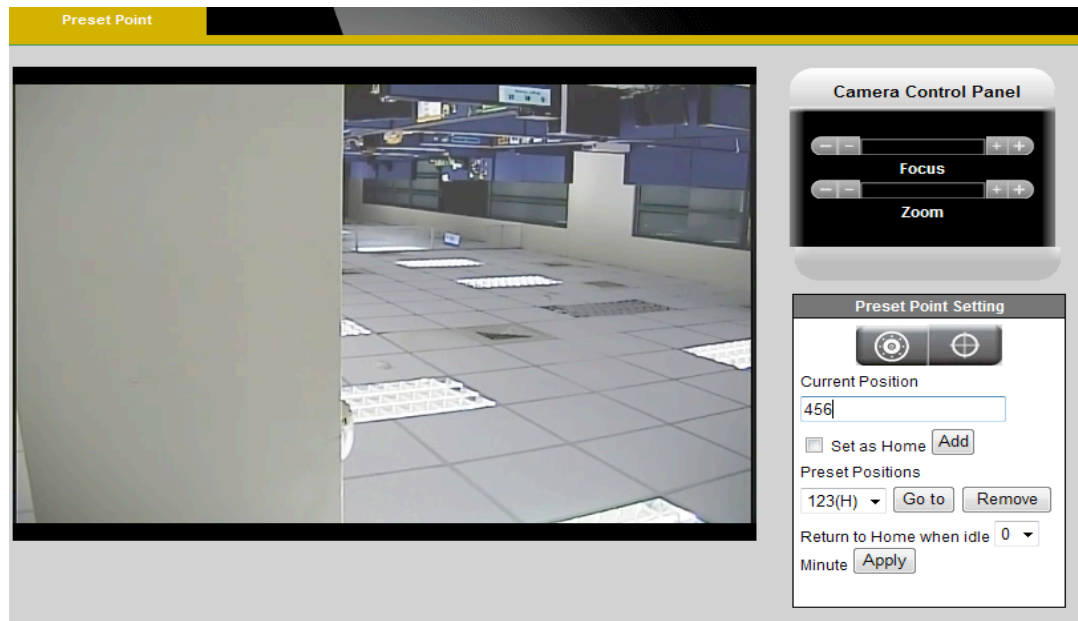 Preset Point
Camera Control Panel
Focus
Zoom
Preset Point Setting
Current Position
456
Set as Home Add
Preset Positions
123(H) Go to Remove
Return to Home when idle 0
Minute Apply